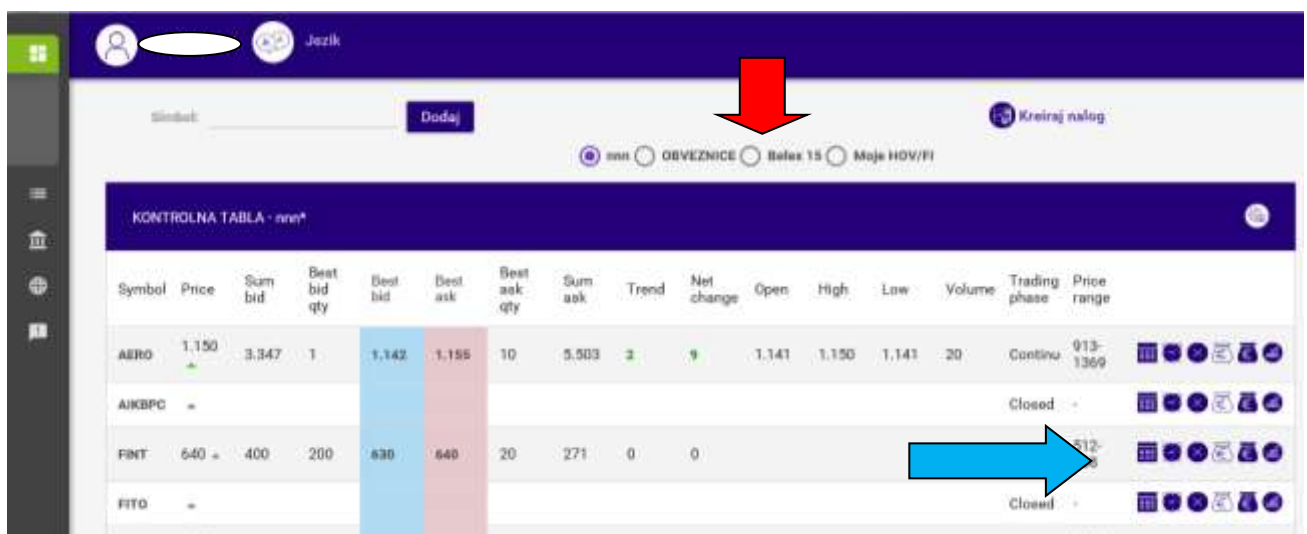 Jezik
Simbol:
Dodaj
Kreiraj nalog
nnn OBVEZNICE Belex 15 Moje HOV/FI
KONTROLNA TABLA - nnn*
Symbol Price Sum bid Best bid qty Best bid Best ask Best ask qty Sum ask Trend Net change Open High Low Volume Trading phase Price range
AERO 1.150 3.347 1 1.142 1.155 10 5.503 2 9 1.141 1.150 1.141 20 Continu 913-1369
AIKBPC Closed -
FINT 640 400 200 630 640 20 271 0 0 512-
FITO Closed -